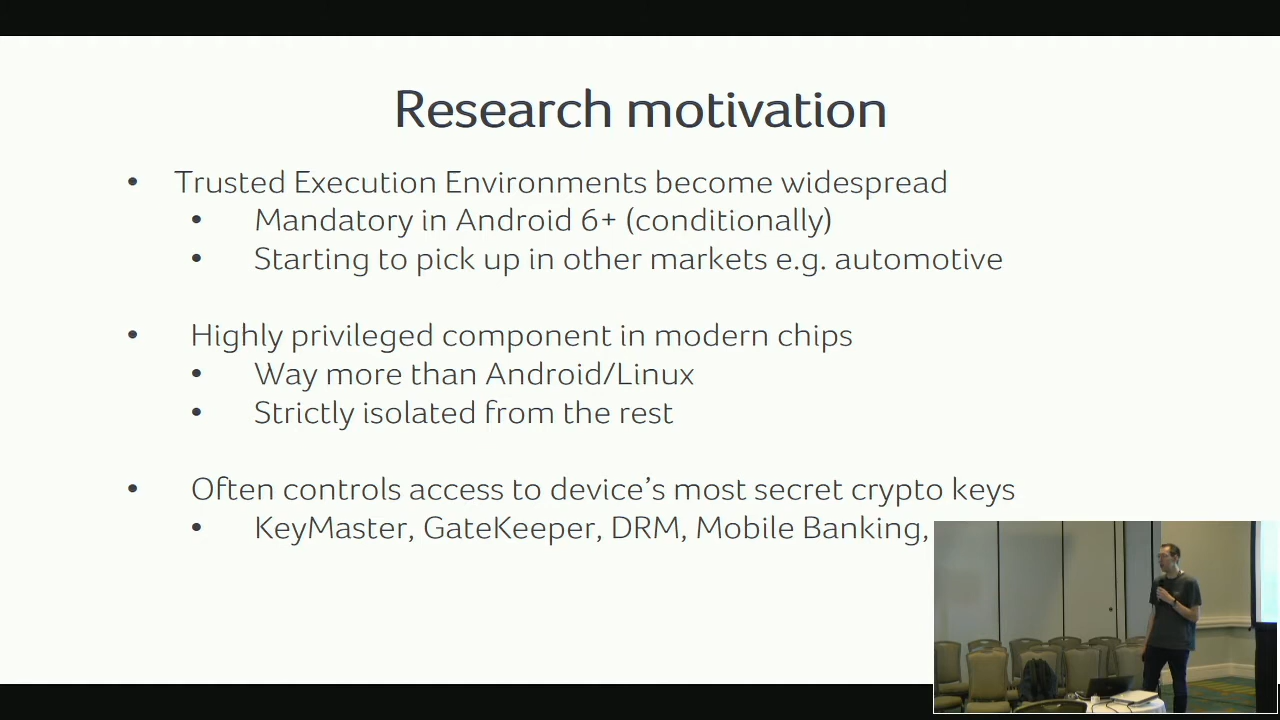 Research motivation
• Trusted Execution Environments become widespread
• Mandatory in Android 6+ (conditionally)
• Starting to pick up in other markets e.g. automotive
• Highly privileged component in modern chips
• Way more than Android/Linux
• Strictly isolated from the rest
• Often controls access to device’s most secret crypto keys
• KeyMaster, GateKeeper, DRM, Mobile Banking,